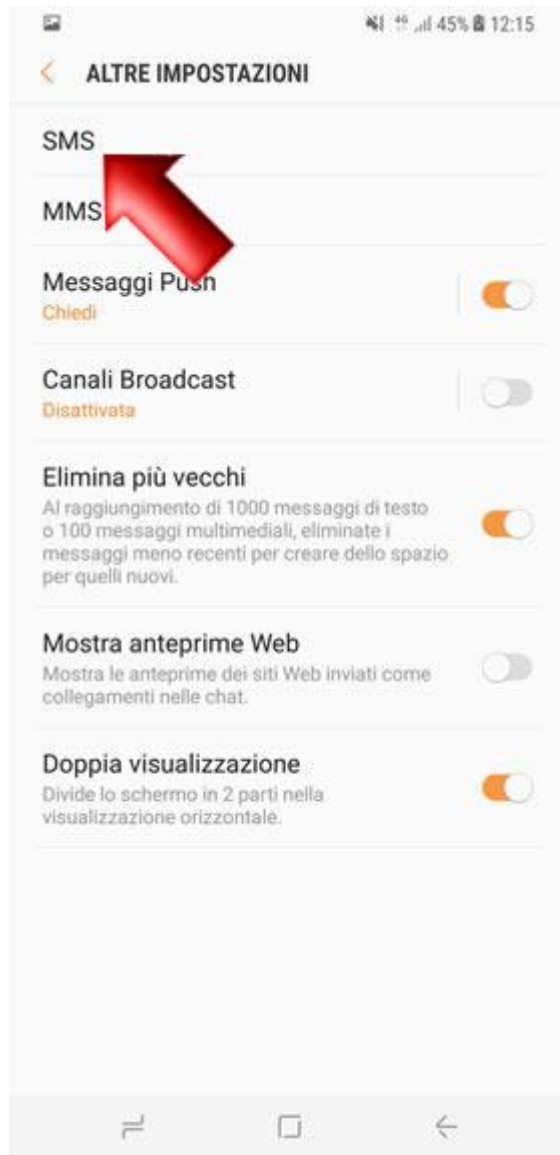 45% 12:15
ALTRE IMPOSTAZIONI
SMS
MMS
Messaggi Push
Chiedi
Canali Broadcast
Disattivata
Elimina più vecchi
Al raggiungimento di 1000 messaggi di testo
o 100 messaggi multimediali, eliminate i
messaggi meno recenti per creare dello spazio
per quelli nuovi.
Mostra anteprime Web
Mostra le anteprime dei siti Web inviati come
collegamenti nelle chat.
Doppia visualizzazione
Divide lo schermo in 2 parti nella
visualizzazione orizzontale.